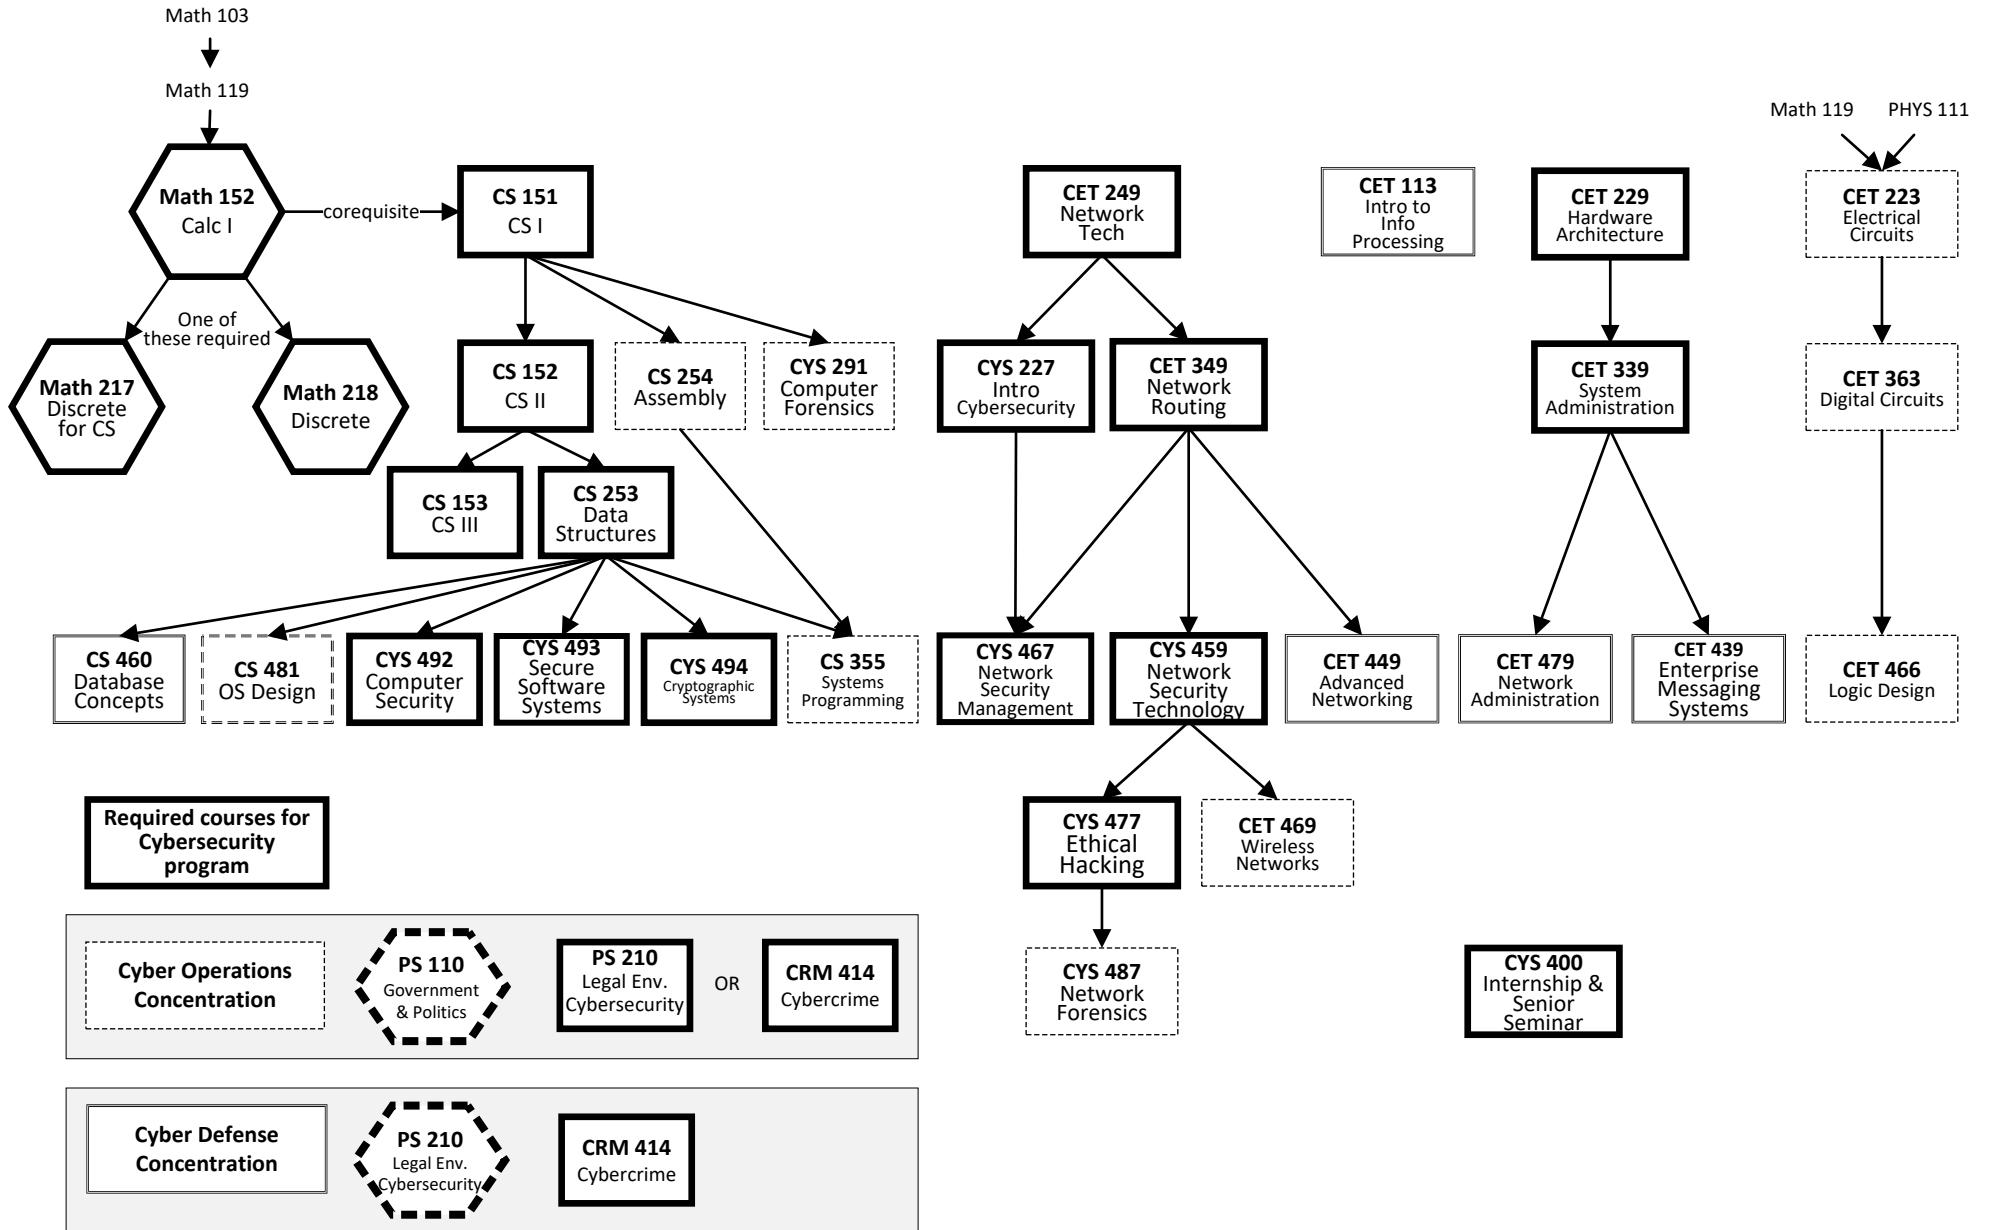 Math 103
Math 119
Math 119
PHYS 111
Math 152
Calc I
corequisite
CS 151
CS I
CET 249
Network
Tech
CET 113
Intro to
Info
Processing
CET 229
Hardware
Architecture
CET 223
Electrical
Circuits
One of
these required
Math 217
Discrete
for CS
Math 218
Discrete
CS 152
CS II
CS 254
Assembly
CYS 291
Computer
Forensics
CYS 227
Intro
Cybersecurity
CET 349
Network
Routing
CET 339
System
Administration
CET 363
Digital Circuits
CS 153
CS III
CS 253
Data
Structures
CS 460
Database
Concepts
CS 481
OS Design
CYS 492
Computer
Security
CYS 493
Secure
Software
Systems
CYS 494
Cryptographic
Systems
CS 355
Systems
Programming
CYS 467
Network
Security
Management
CYS 459
Network
Security
Technology
CET 449
Advanced
Networking
CET 479
Network
Administration
CET 439
Enterprise
Messaging
Systems
CET 466
Logic Design
Required courses for
Cybersecurity
program
CYS 477
Ethical
Hacking
CET 469
Wireless
Networks
Cyber Operations
Concentration
PS 110
Government
& Politics
PS 210
Legal Env.
Cybersecurity
OR
CRM 414
Cybercrime
CYS 487
Network
Forensics
CYS 400
Internship &
Senior
Seminar
Cyber Defense
Concentration
PS 210
Legal Env.
Cybersecurity
CRM 414
Cybercrime